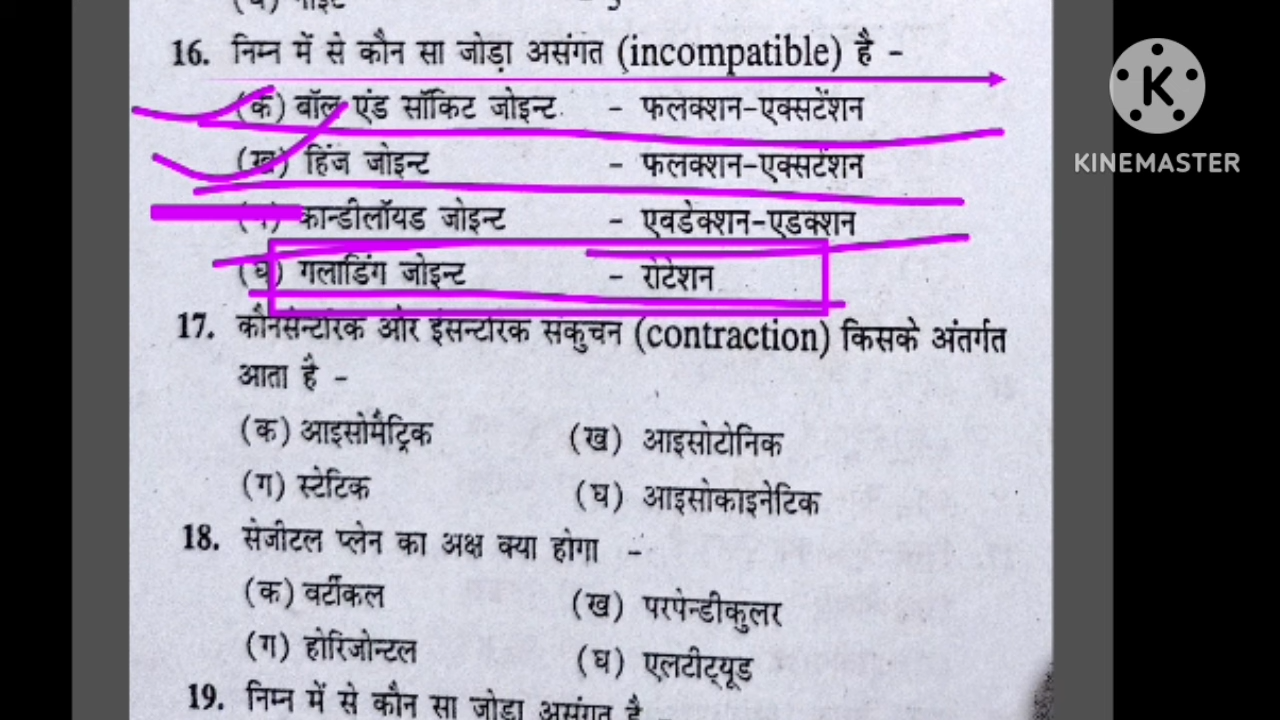 16. निम्न में से कौन सा जोड़ा असंगत (incompatible) है -
(क) बॉल एंड सॉकिट जोइन्ट - फलक्शन-एक्सटेंशन
(ख) हिंज जोइन्ट - फलक्शन-एक्सटेंशन
कान्डीलॉयड जोइन्ट - एवडेक्शन-एडक्शन
(घ) गलाडिंग जोइन्ट - रोटेशन
17. कौनसेन्टरिक और इसेन्टरिक संकुचन (contraction) किसके अंतर्गत
आता है -
(क) आइसोमैट्रिक (ख) आइसोटोनिक
(ग) स्टेटिक (घ) आइसोकाइनेटिक
18. सेजीटल प्लेन का अक्ष क्या होगा -
(क) वर्टीकल (ख) परपेन्डीकुलर
(ग) होरिजोन्टल (घ) एलटीट्यूड
19. निम्न में से कौन सा जोड़ा असंगत है -
KINEMASTER